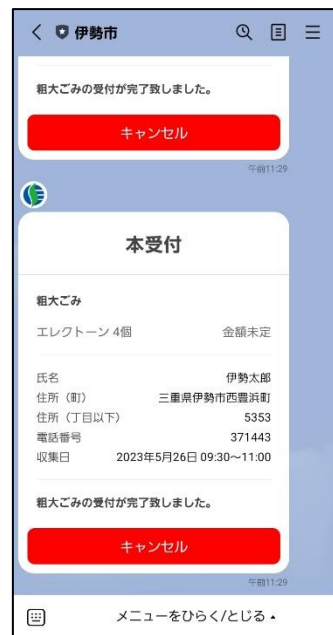 伊勢市
粗大ごみの受付が完了致しました。
キャンセル
午前11:29
本受付
粗大ごみ
エレクトーン 4個 金額未定
氏名 伊勢太郎
住所（町） 三重県伊勢市西豊浜町
住所（丁目以下） 5353
電話番号 371443
収集日 2023年5月26日 09:30～11:00
粗大ごみの受付が完了致しました。
キャンセル
午前11:29
メニューをひらく/とじる